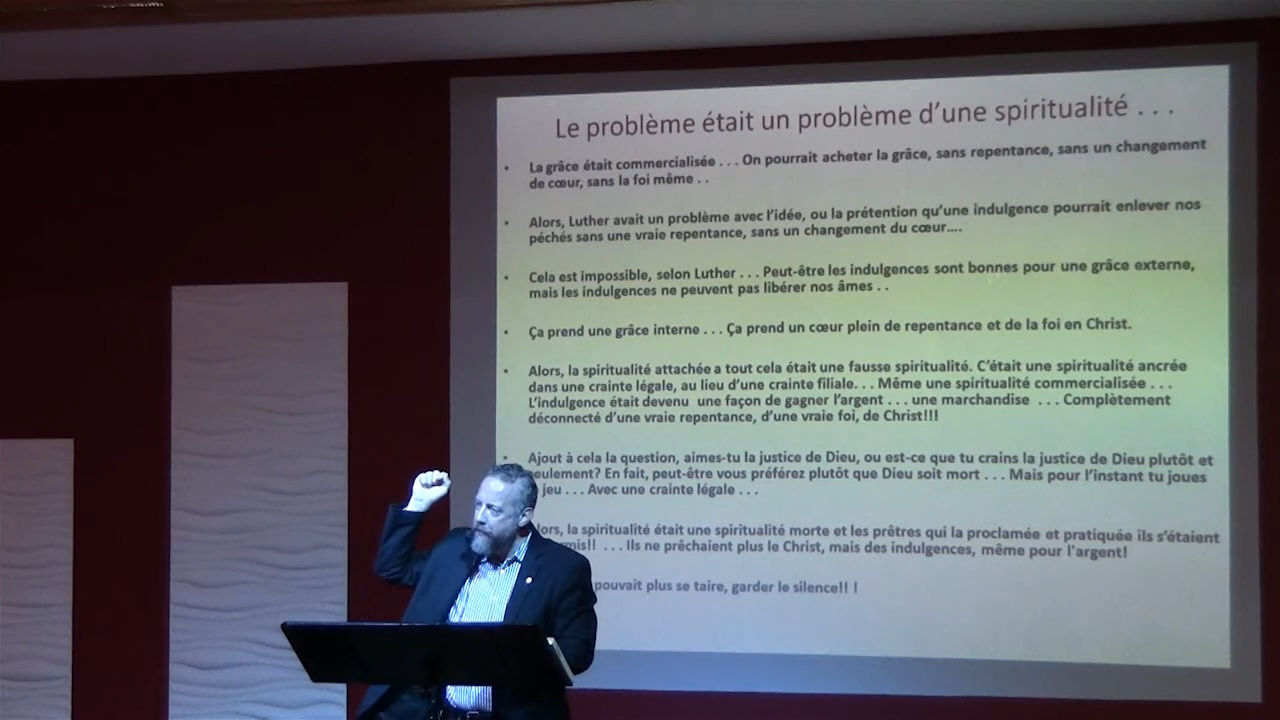 Le problème était un problème d'une spiritualité . . .
• La grâce était commercialisée . . . On pourrait acheter la grâce, sans repentance, sans un changement
de cœur, sans la foi même . .
• Alors, Luther avait un problème avec l'idée, ou la prétention qu'une indulgence pourrait enlever nos
péchés sans une vraie repentance, sans un changement du cœur....
• Cela est impossible, selon Luther . . . Peut-être les indulgences sont bonnes pour une grâce externe,
mais les indulgences ne peuvent pas libérer nos âmes . .
• Ça prend une grâce interne . . . Ça prend un cœur plein de repentance et de la foi en Christ.
• Alors, la spiritualité attachée a tout cela était une fausse spiritualité. C'était une spiritualité ancrée
dans une crainte légale, au lieu d'une crainte filiale. . . Même une spiritualité commercialisée . . .
L'indulgence était devenu une façon de gagner l'argent . . . une marchandise . . . Complètement
déconnecté d'une vraie repentance, d'une vraie foi, de Christ!!!
• Ajout à cela la question, aimes-tu la justice de Dieu, ou est-ce que tu crains la justice de Dieu plutôt et
seulement? En fait, peut-être vous préférez plutôt que Dieu soit mort . . . Mais pour l'instant tu joues
jeu . . . Avec une crainte légale . . .
la spiritualité était une spiritualité morte et les prêtres qui la proclamée et pratiquée ils s'étaient
. . . Ils ne prêchaient plus le Christ, mais des indulgences, même pour l'argent!
pouvait plus se taire, garder le silence!! !